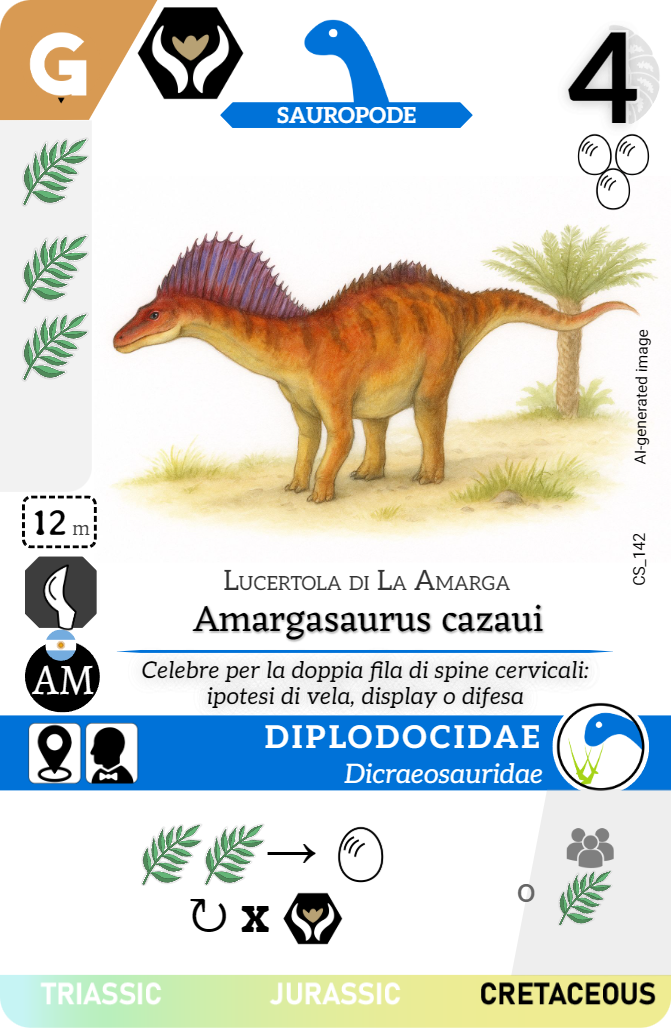 G
SAUROPODE
4
AI-generated image
12 m
CS_142
Lucertola di La Amarga
Amargasaurus cazaui
AM
Celebre per la doppia fila di spine cervicali:
ipotesi di vela, display o difesa
DIPLODOCIDAE
Dicraeosauridae
→
↻ x
o
TRIASSIC JURASSIC CRETACEOUS